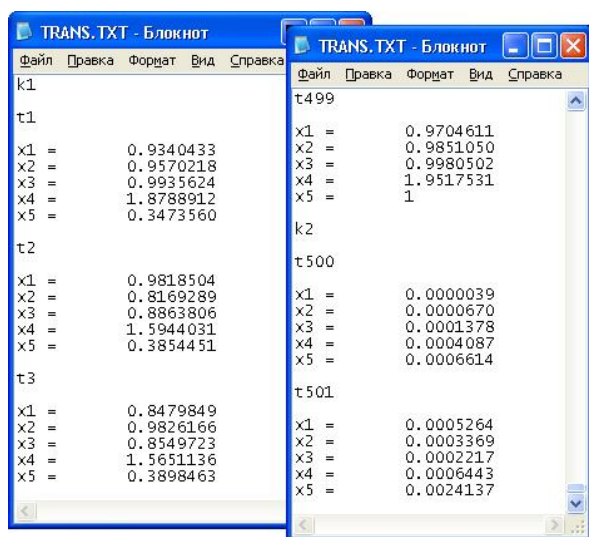 TRANS.TXT - Блокнот
Файл Правка Формат Вид Справка
k1
t1
x1 = 0.9340433
x2 = 0.9570218
x3 = 0.9935624
x4 = 1.8788912
x5 = 0.3473560
t2
x1 = 0.9818504
x2 = 0.8169289
x3 = 0.8863806
x4 = 1.5944031
x5 = 0.3854451
t3
x1 = 0.8479849
x2 = 0.9826166
x3 = 0.8549723
x4 = 1.5651136
x5 = 0.3898463
TRANS.TXT - Блокнот
Файл Правка Формат Вид Справка
t499
x1 = 0.9704611
x2 = 0.9851050
x3 = 0.9980502
x4 = 1.9517531
x5 = 1
k2
t500
x1 = 0.0000039
x2 = 0.0000670
x3 = 0.0001378
x4 = 0.0004087
x5 = 0.0006614
t501
x1 = 0.0005264
x2 = 0.0003369
x3 = 0.0002217
x4 = 0.0006443
x5 = 0.0024137